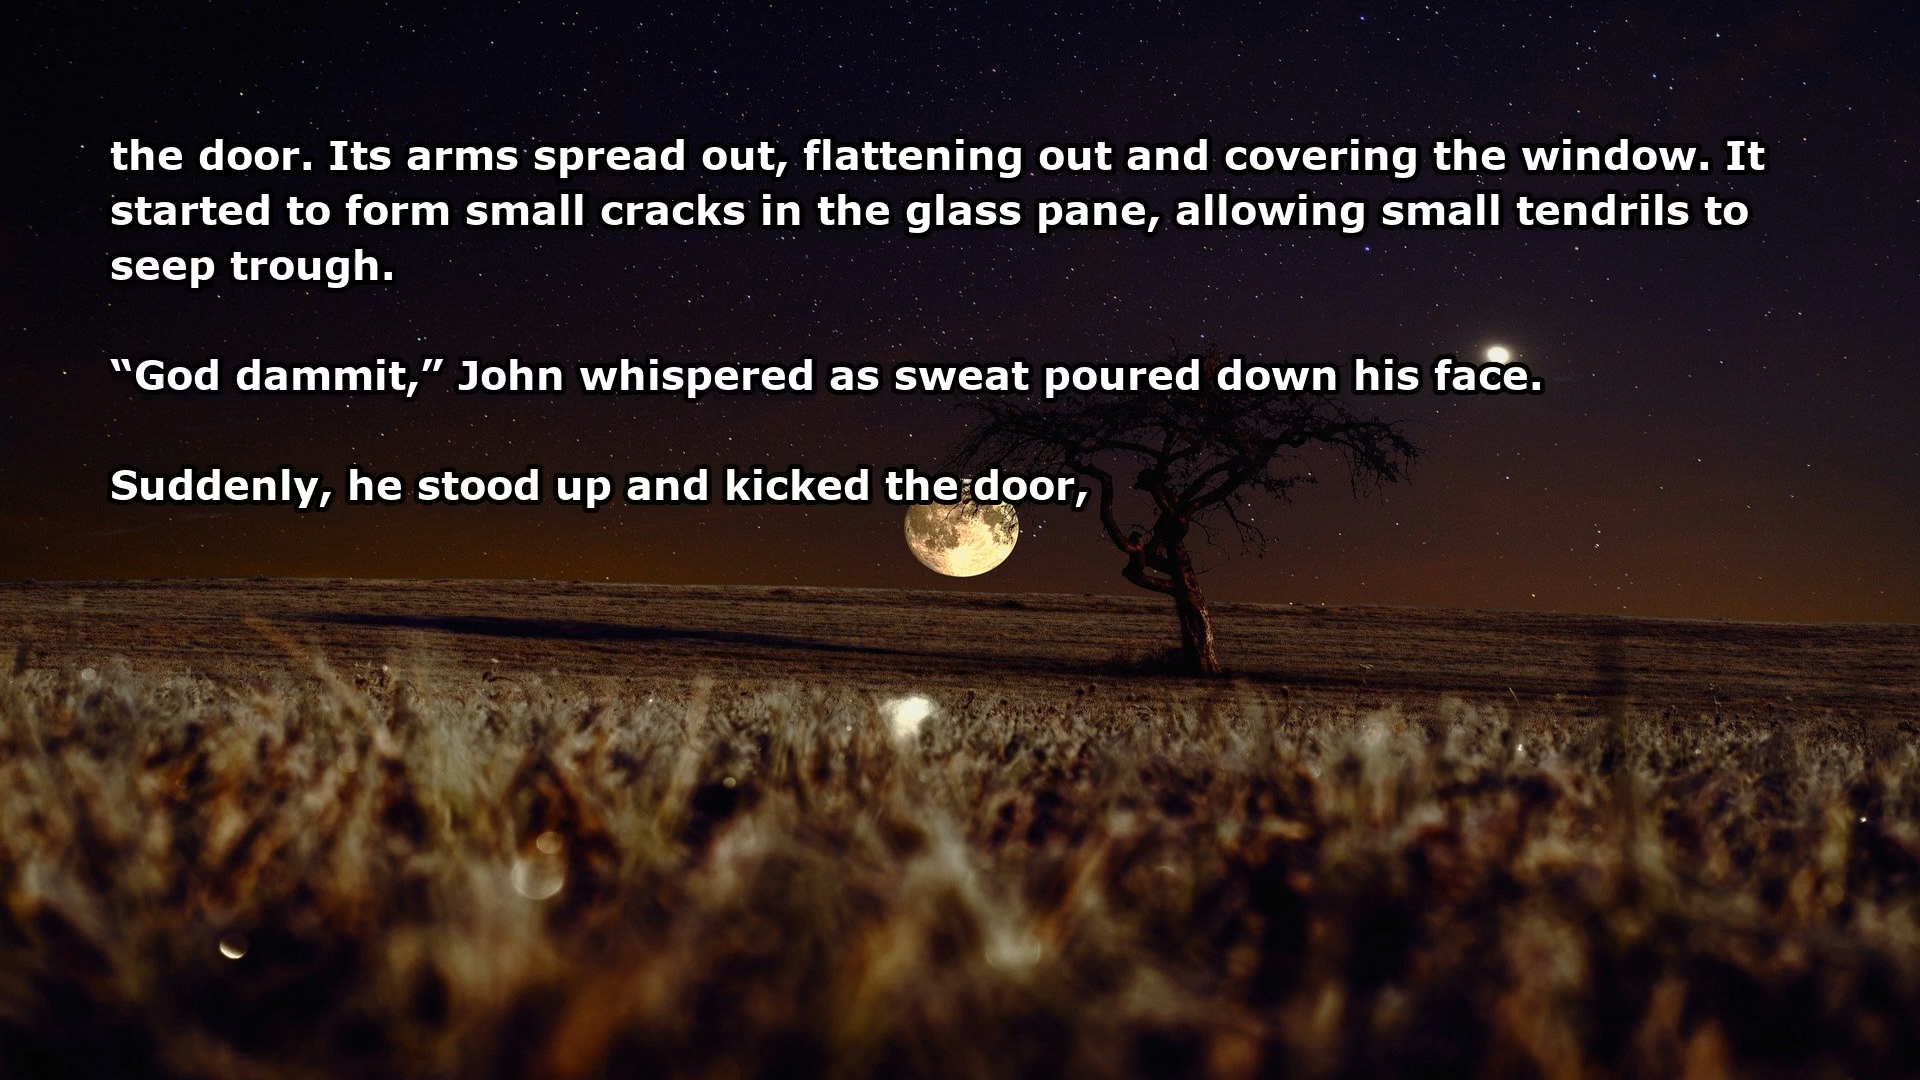 the door. Its arms spread out, flattening out and covering the window. It
started to form small cracks in the glass pane, allowing small tendrils to
seep trough.
“God dammit,” John whispered as sweat poured down his face.
Suddenly, he stood up and kicked the door,